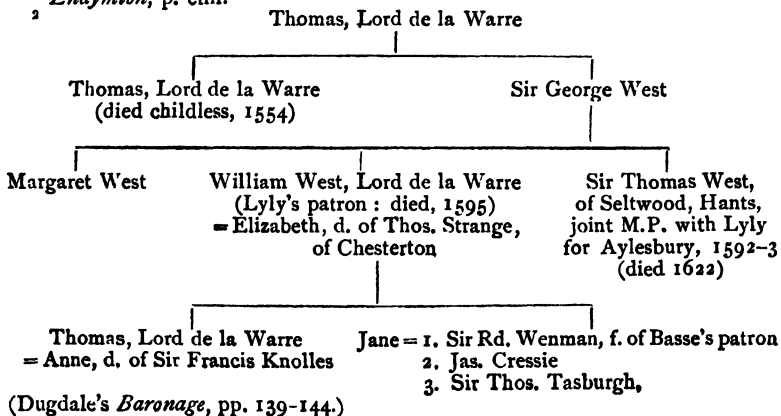 ² Endymion, p. cliii.
Thomas, Lord de la Warre
Thomas, Lord de la Warre
(died childless, 1554)
Sir George West
Margaret West
William West, Lord de la Warre
(Lyly's patron : died, 1595)
= Elizabeth, d. of Thos. Strange,
of Chesterton
Sir Thomas West,
of Seltwood, Hants,
joint M.P. with Lyly
for Aylesbury, 1592-3
(died 1622)
Thomas, Lord de la Warre
= Anne, d. of Sir Francis Knolles
Jane = 1. Sir Rd. Wenman, f. of Basse's patron
2. Jas. Cressie
3. Sir Thos. Tasburgh,
(Dugdale's Baronage, pp. 139-144.)